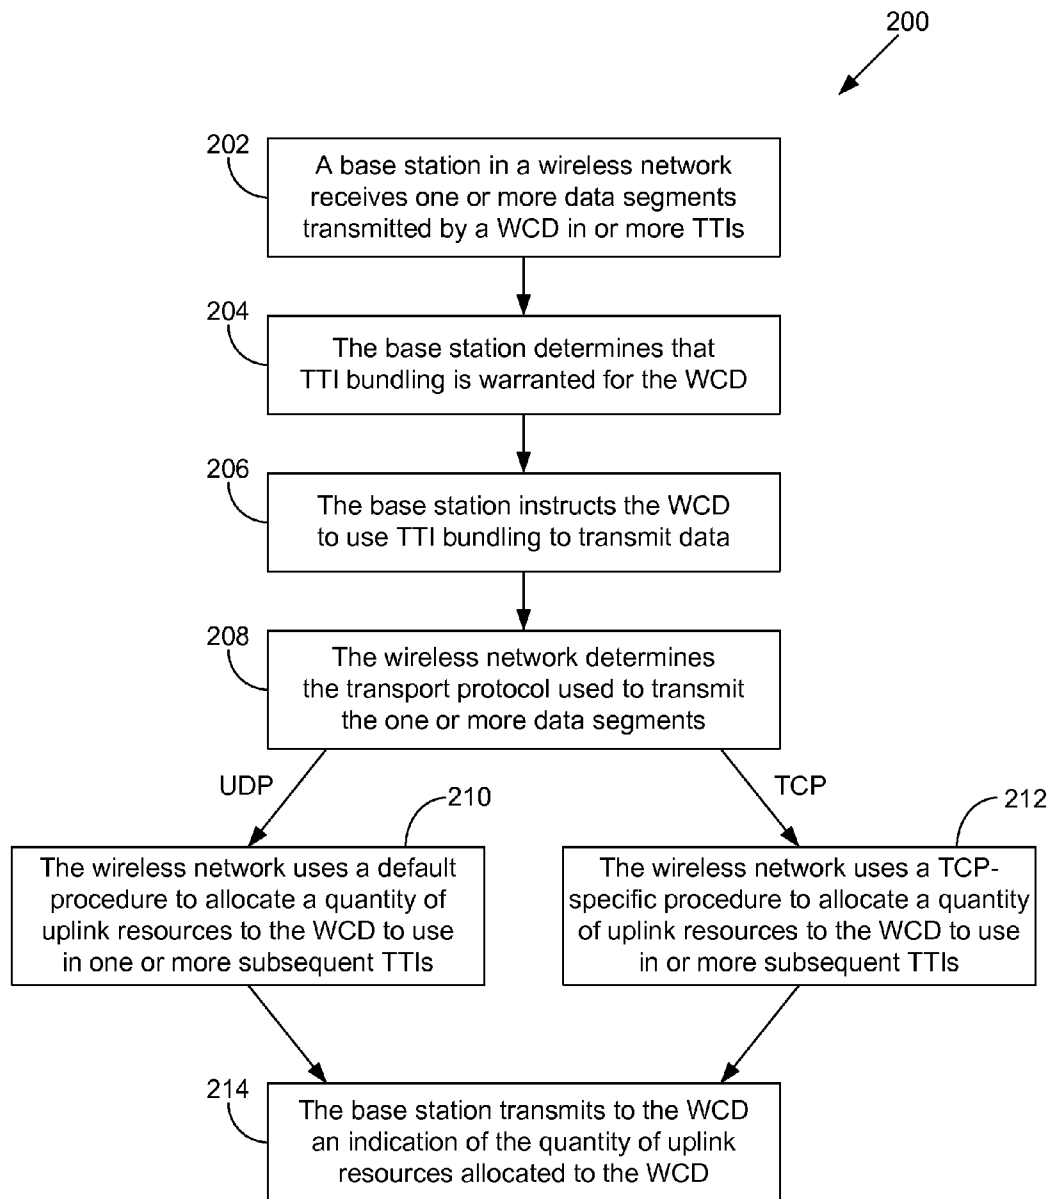 200
202
A base station in a wireless network
receives one or more data segments
transmitted by a WCD in or more TTIs
204
The base station determines that
TTI bundling is warranted for the WCD
206
The base station instructs the WCD
to use TTI bundling to transmit data
208
The wireless network determines
the transport protocol used to transmit
the one or more data segments
UDP
TCP
210
212
The wireless network uses a default
procedure to allocate a quantity of
uplink resources to the WCD to use
in one or more subsequent TTIs
The wireless network uses a TCP-
specific procedure to allocate a quantity
of uplink resources to the WCD to use
in or more subsequent TTIs
214
The base station transmits to the WCD
an indication of the quantity of uplink
resources allocated to the WCD